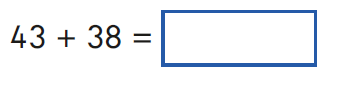 43 + 38 =